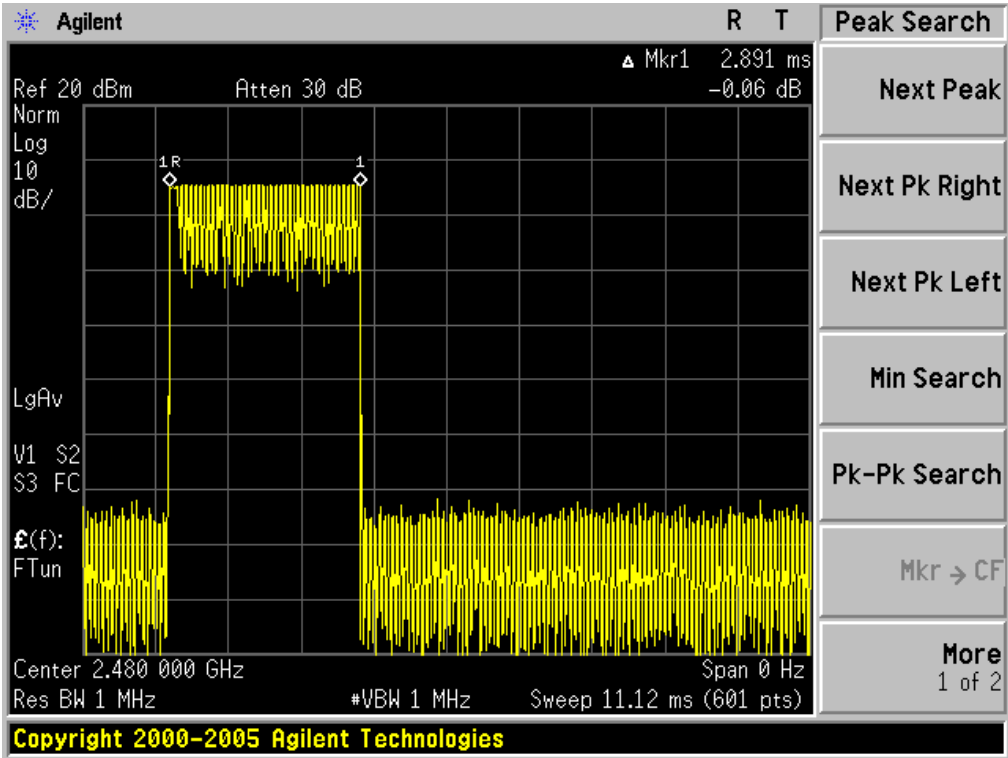 Agilent R T
Peak Search
Δ Mkr1 2.891 ms
Ref 20 dBm Atten 30 dB -0.06 dB
Norm
Log
10
dB/
1R 1
LgAv
V1 S2
S3 FC
£(f):
FTun
Center 2.480 000 GHz Span 0 Hz
Res BW 1 MHz #VBW 1 MHz Sweep 11.12 ms (601 pts)
Next Peak
Next Pk Right
Next Pk Left
Min Search
Pk-Pk Search
Mkr → CF
More
1 of 2
Copyright 2000-2005 Agilent Technologies